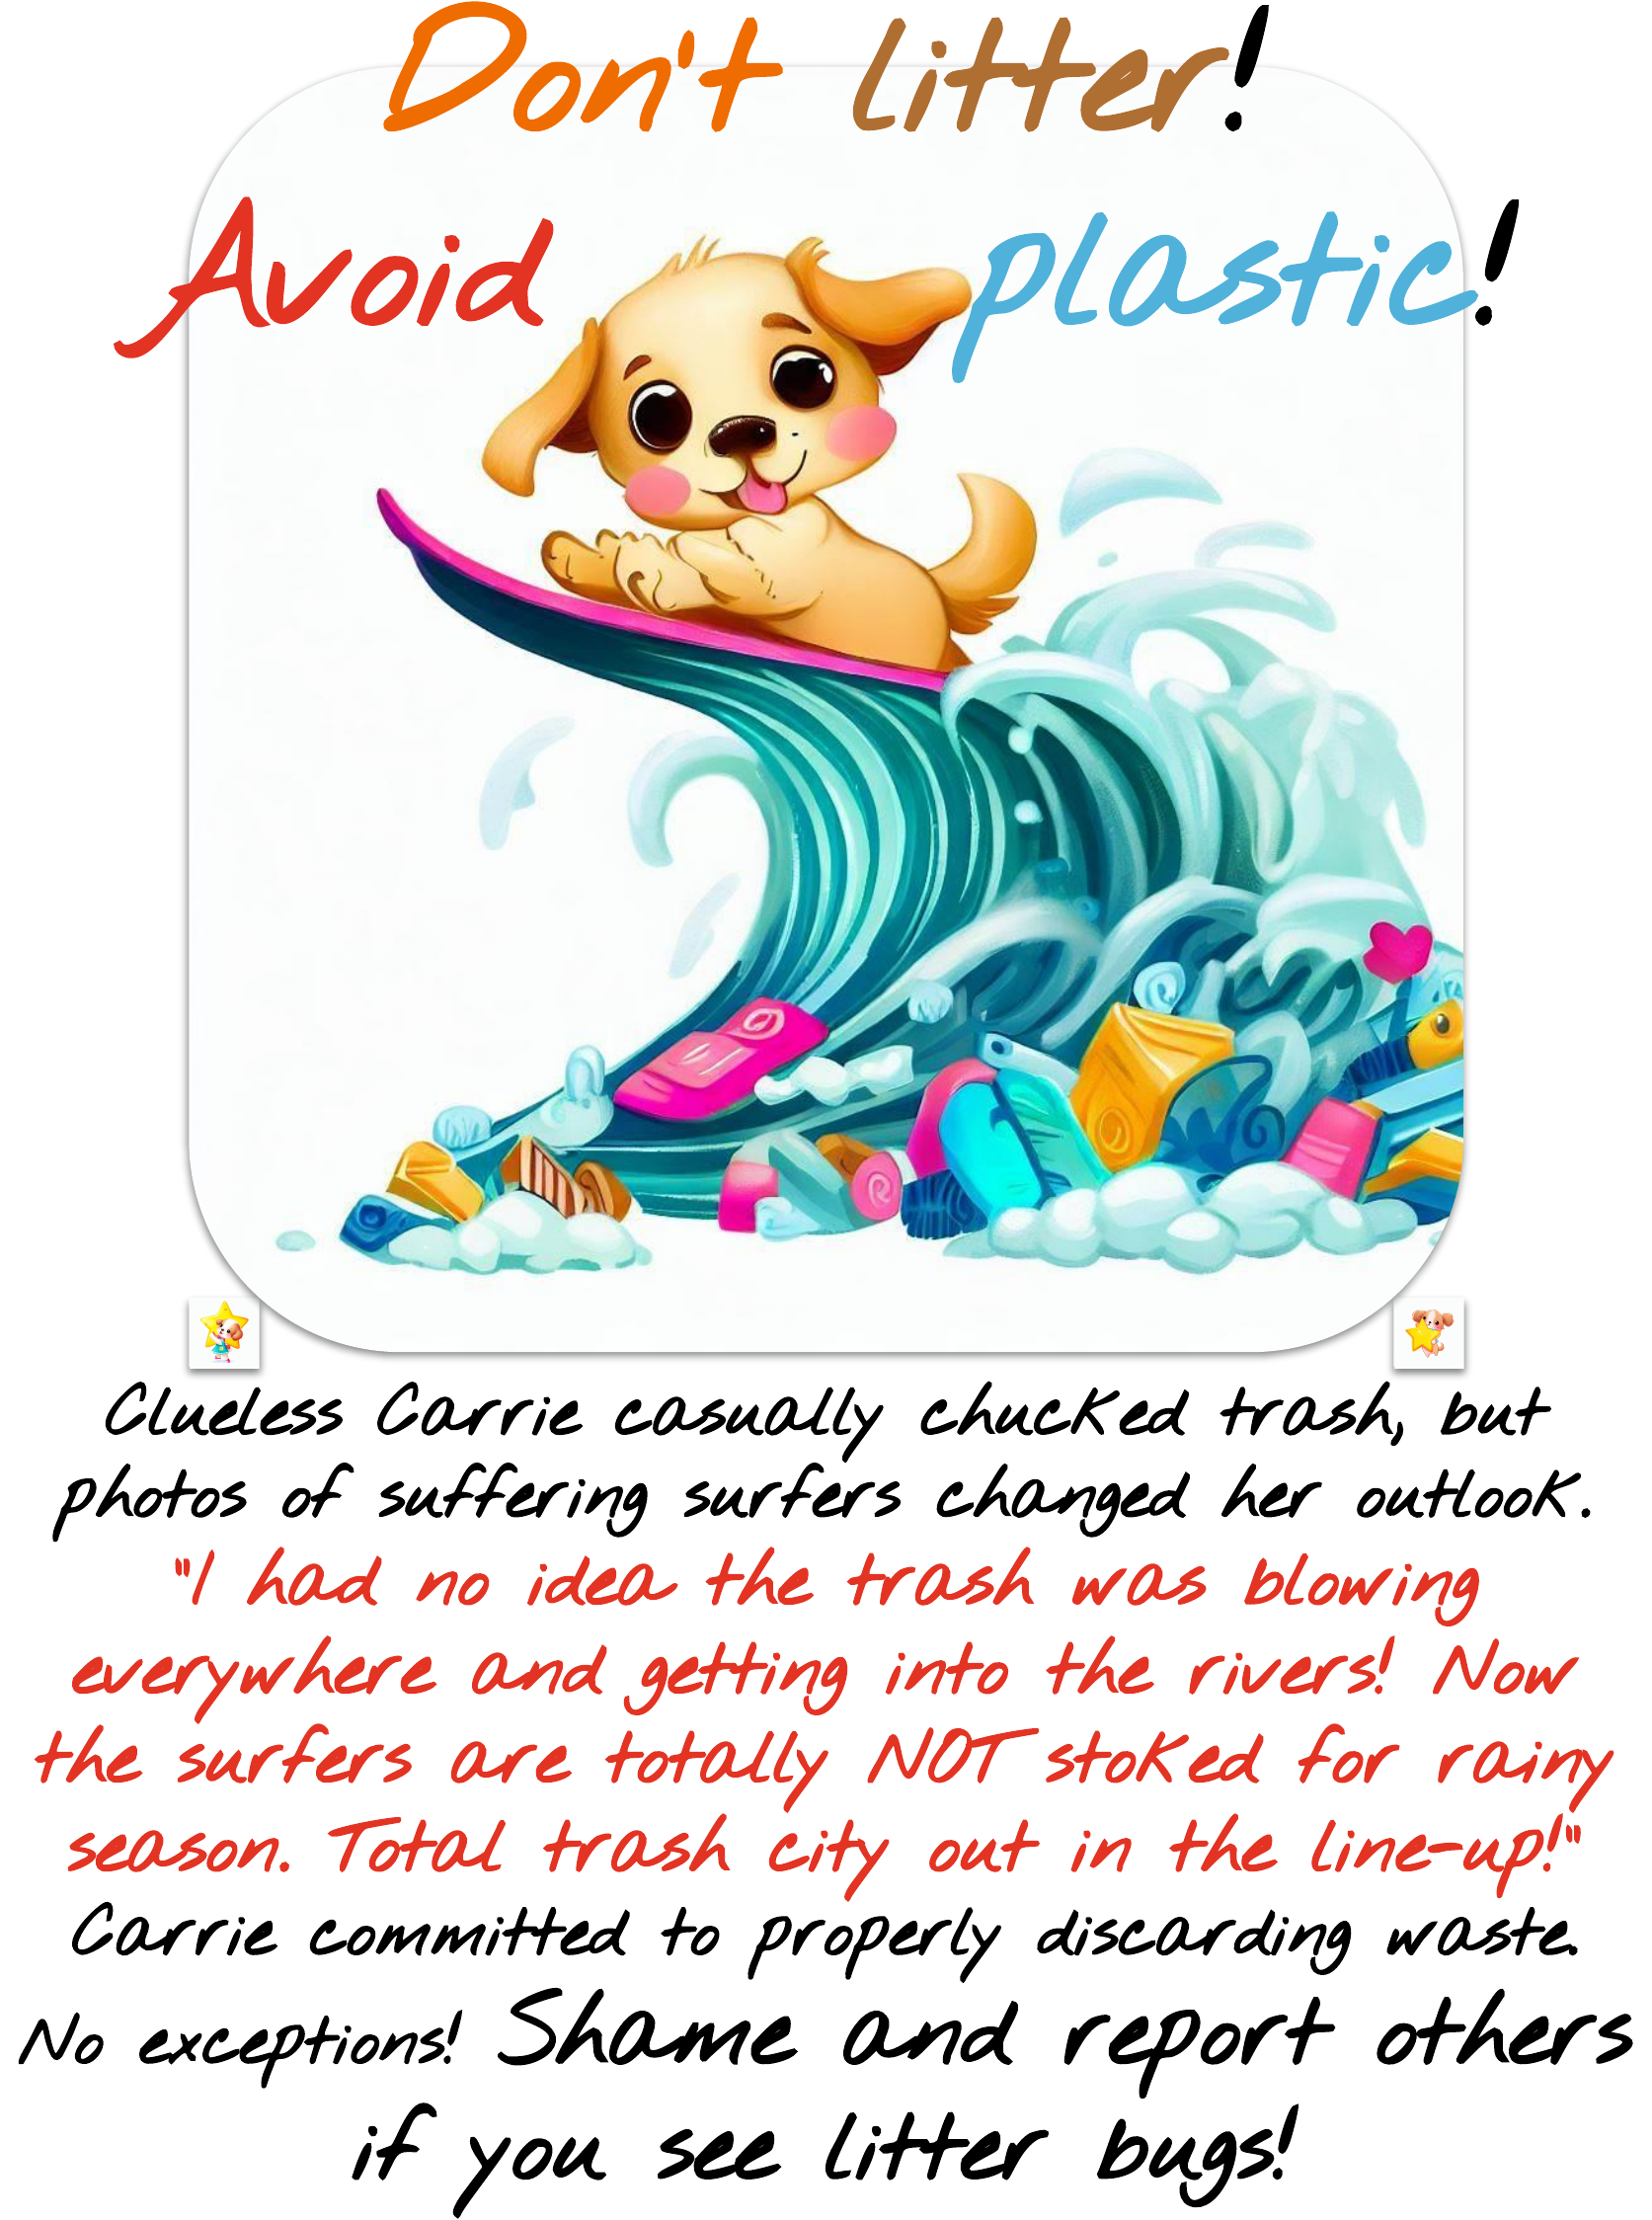 Don't litter!
Avoid plastic!
Clueless Carrie casually chucked trash, but
photos of suffering surfers changed her outlook.
"I had no idea the trash was blowing
everywhere and getting into the rivers! Now
the surfers are totally NOT stoked for rainy
season. Total trash city out in the line-up!"
Carrie committed to properly discarding waste.
No exceptions! Shame and report others
if you see litter bugs!